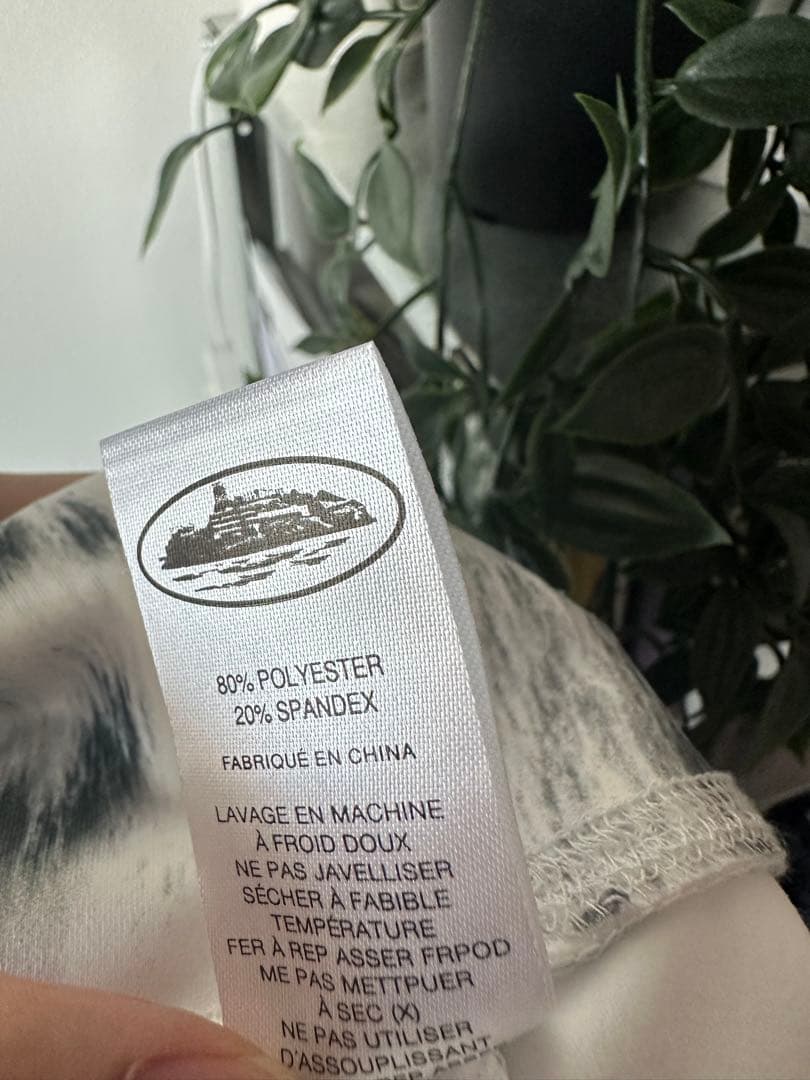 80% POLYESTER
20% SPANDEX
FABRIQUÉ EN CHINA
LAVAGE EN MACHINE
À FROID DOUX
NE PAS JAVELLISER
SÉCHER À FABIBLE
TEMPÉRATURE
FER À REP ASSER FRPOD
ME PAS METTPUER
À SEC (X)
NE PAS UTILISER
D'ASSOUPLISSANT